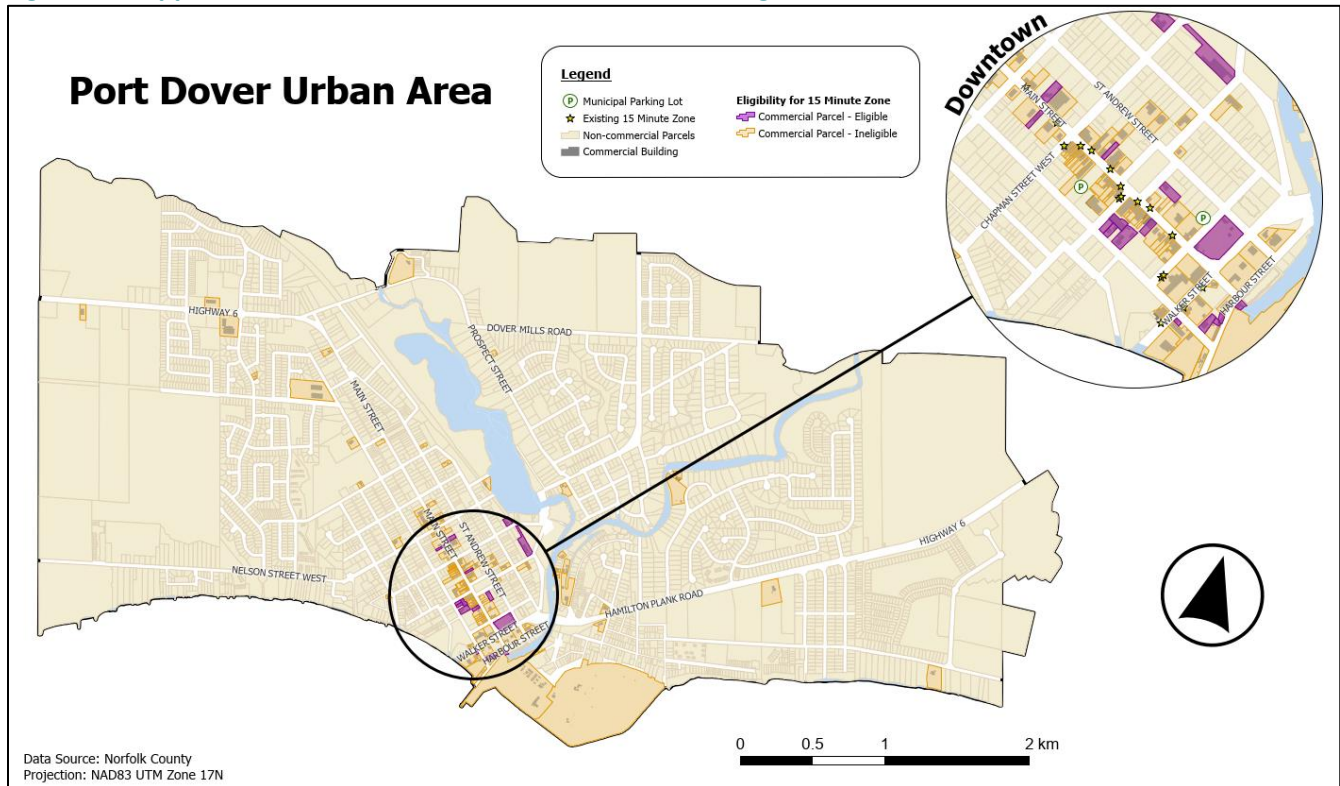 Port Dover Urban Area
Legend
P Municipal Parking Lot
Existing 15 Minute Zone
Non-commercial Parcels
Commercial Building
Eligibility for 15 Minute Zone
Commercial Parcel - Eligible
Commercial Parcel - Ineligible
Downtown
MAIN STREET
ST ANDREW STREET
CHAPMAN STREET WEST
P
P
WALKER STREET
HARBOUR STREET
HIGHWAY 6
DOVER MILLS ROAD
PROSPECT STREET
MAIN STREET
MAIN STREET
ST ANDREW STREET
NELSON STREET WEST
HIGHWAY 6
HAMILTON PLANK ROAD
WALKER STREET
HARBOUR STREET
0 0.5 1 2 km
Data Source: Norfolk County
Projection: NAD83 UTM Zone 17N